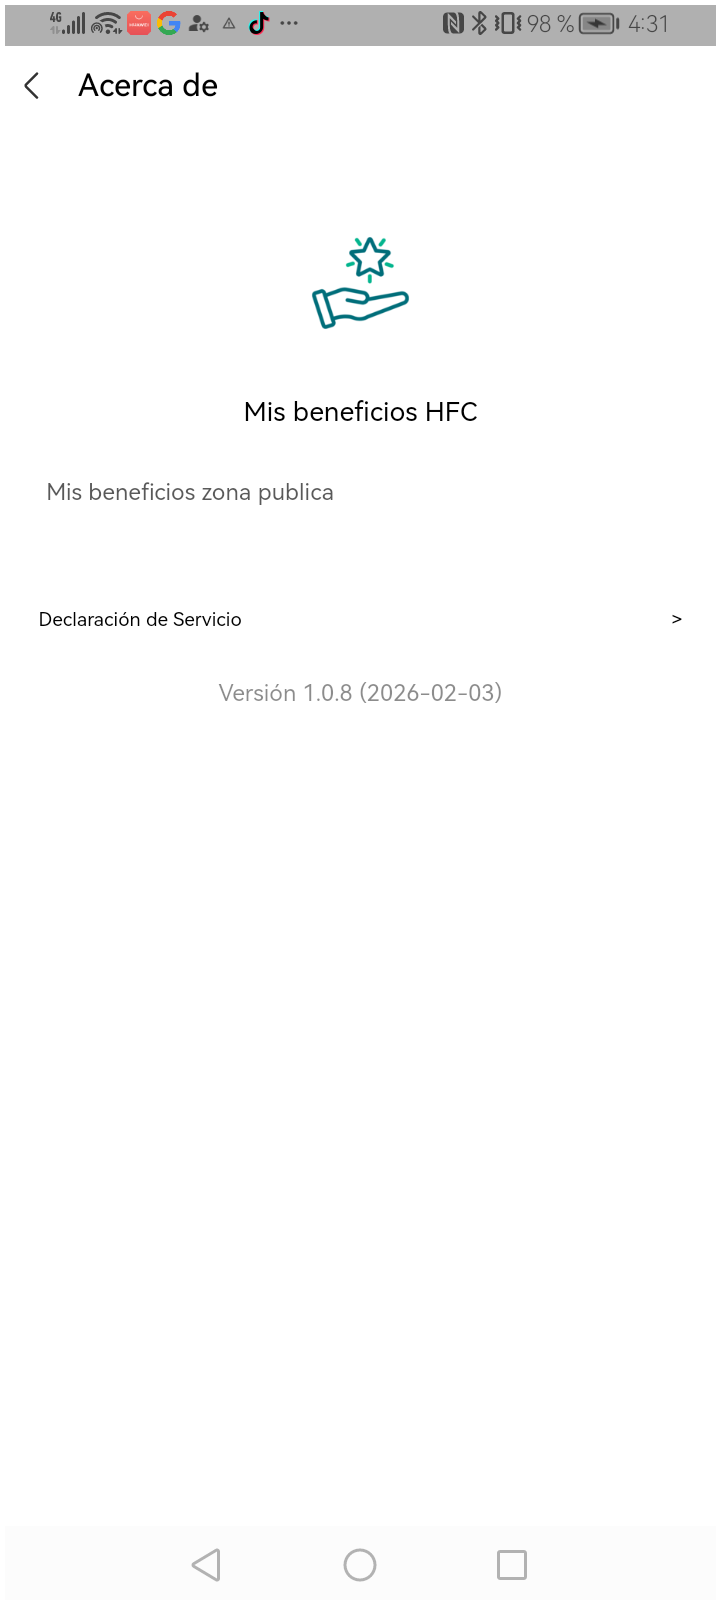 4G 98 % 4:31
Acerca de
Mis beneficios HFC
Mis beneficios zona publica
Declaración de Servicio >
Versión 1.0.8 (2026-02-03)